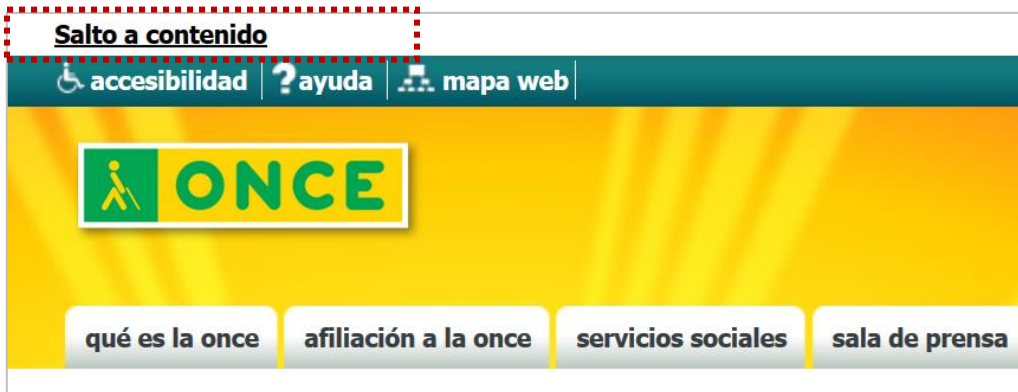 Salto a contenido
accesibilidad ? ayuda mapa web
ONCE
qué es la once afiliación a la once servicios sociales sala de prensa